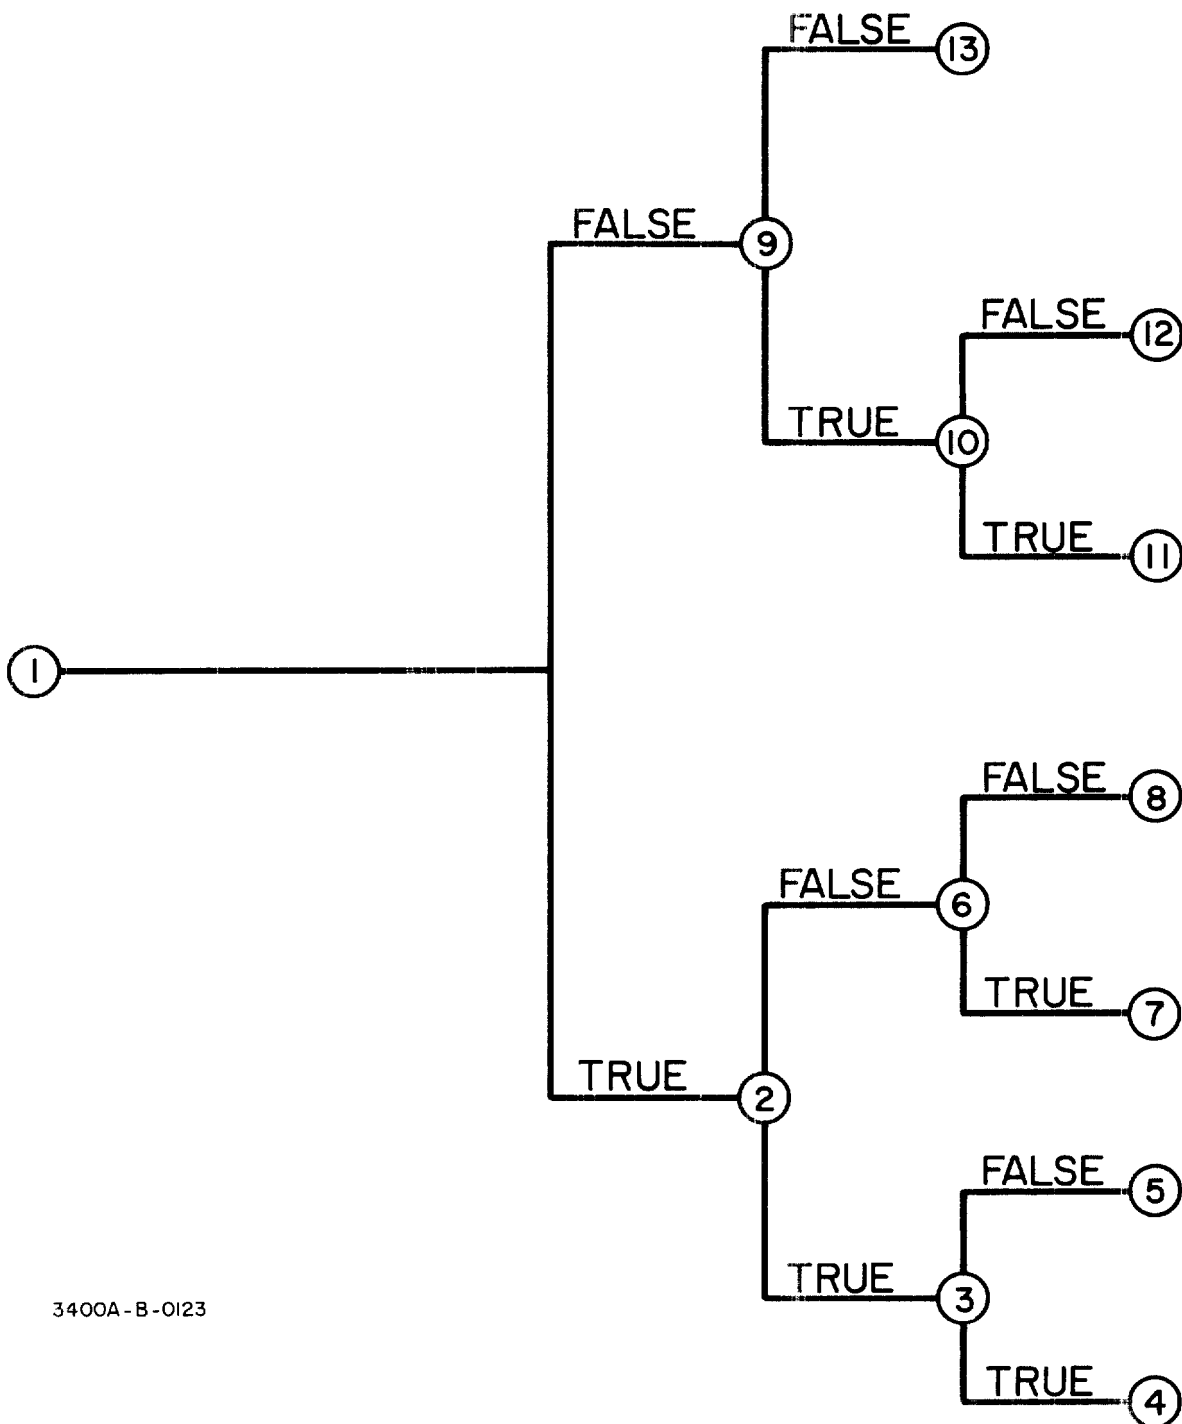 FALSE 13
FALSE 9
FALSE 12
TRUE 10
TRUE 11
1
FALSE 8
FALSE 6
TRUE 7
TRUE 2
FALSE 5
TRUE 3
3400A-B-0123
TRUE 4